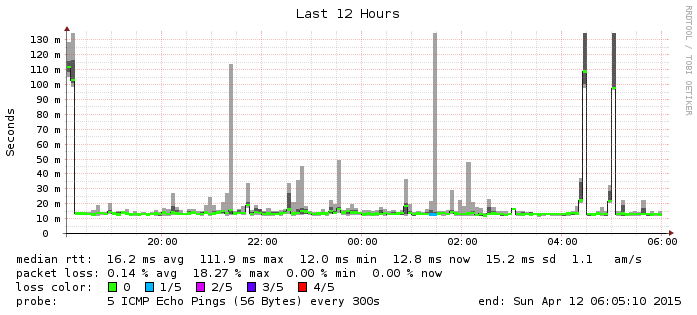 Last 12 Hours
RRDTOOL / TOBI OETIKER
Seconds
130 m
120 m
110 m
100 m
90 m
80 m
70 m
60 m
50 m
40 m
30 m
20 m
10 m
0
20:00 22:00 00:00 02:00 04:00 06:00
median rtt: 16.2 ms avg 111.9 ms max 12.0 ms min 12.8 ms now 15.2 ms sd 1.1 am/s
packet loss: 0.14 % avg 18.27 % max 0.00 % min 0.00 % now
loss color: 0 1/5 2/5 3/5 4/5
probe: 5 ICMP Echo Pings (56 Bytes) every 300s end: Sun Apr 12 06:05:10 2015